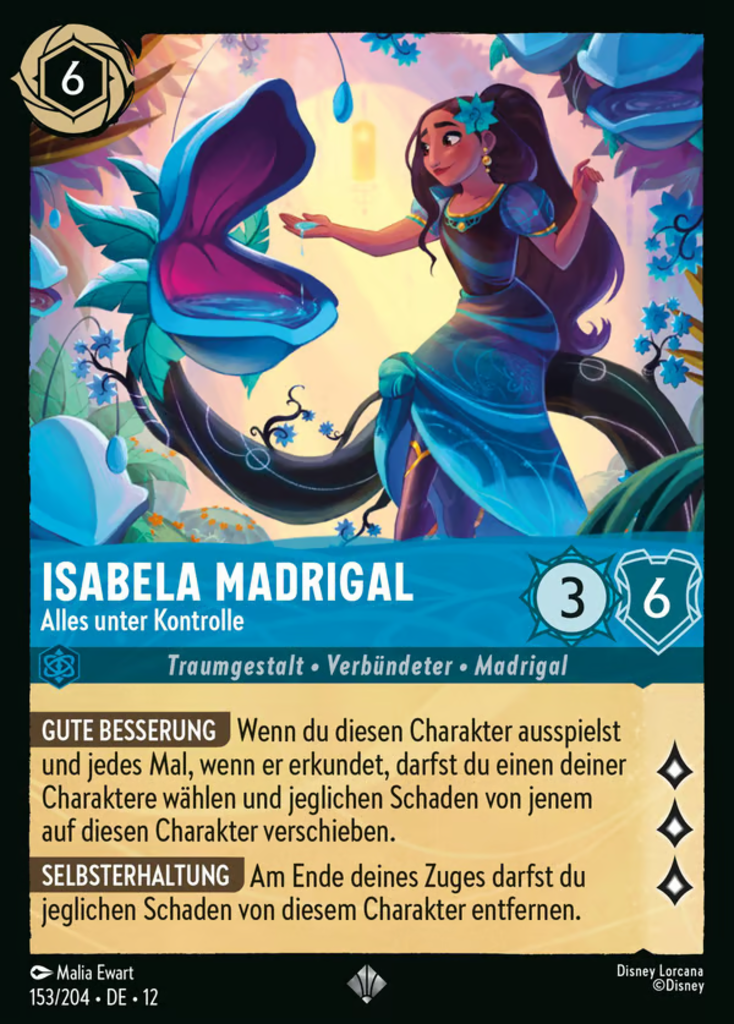 6
ISABELA MADRIGAL
Alles unter Kontrolle
3
6
Traumgestalt • Verbündeter • Madrigal
GUTE BESSERUNG Wenn du diesen Charakter ausspielst
und jedes Mal, wenn er erkundet, darfst du einen deiner
Charaktere wählen und jeglichen Schaden von jenem
auf diesen Charakter verschieben.
SELBSTERHALTUNG Am Ende deines Zuges darfst du
jeglichen Schaden von diesem Charakter entfernen.
Malia Ewart
153/204 • DE • 12
Disney Lorcana
©Disney